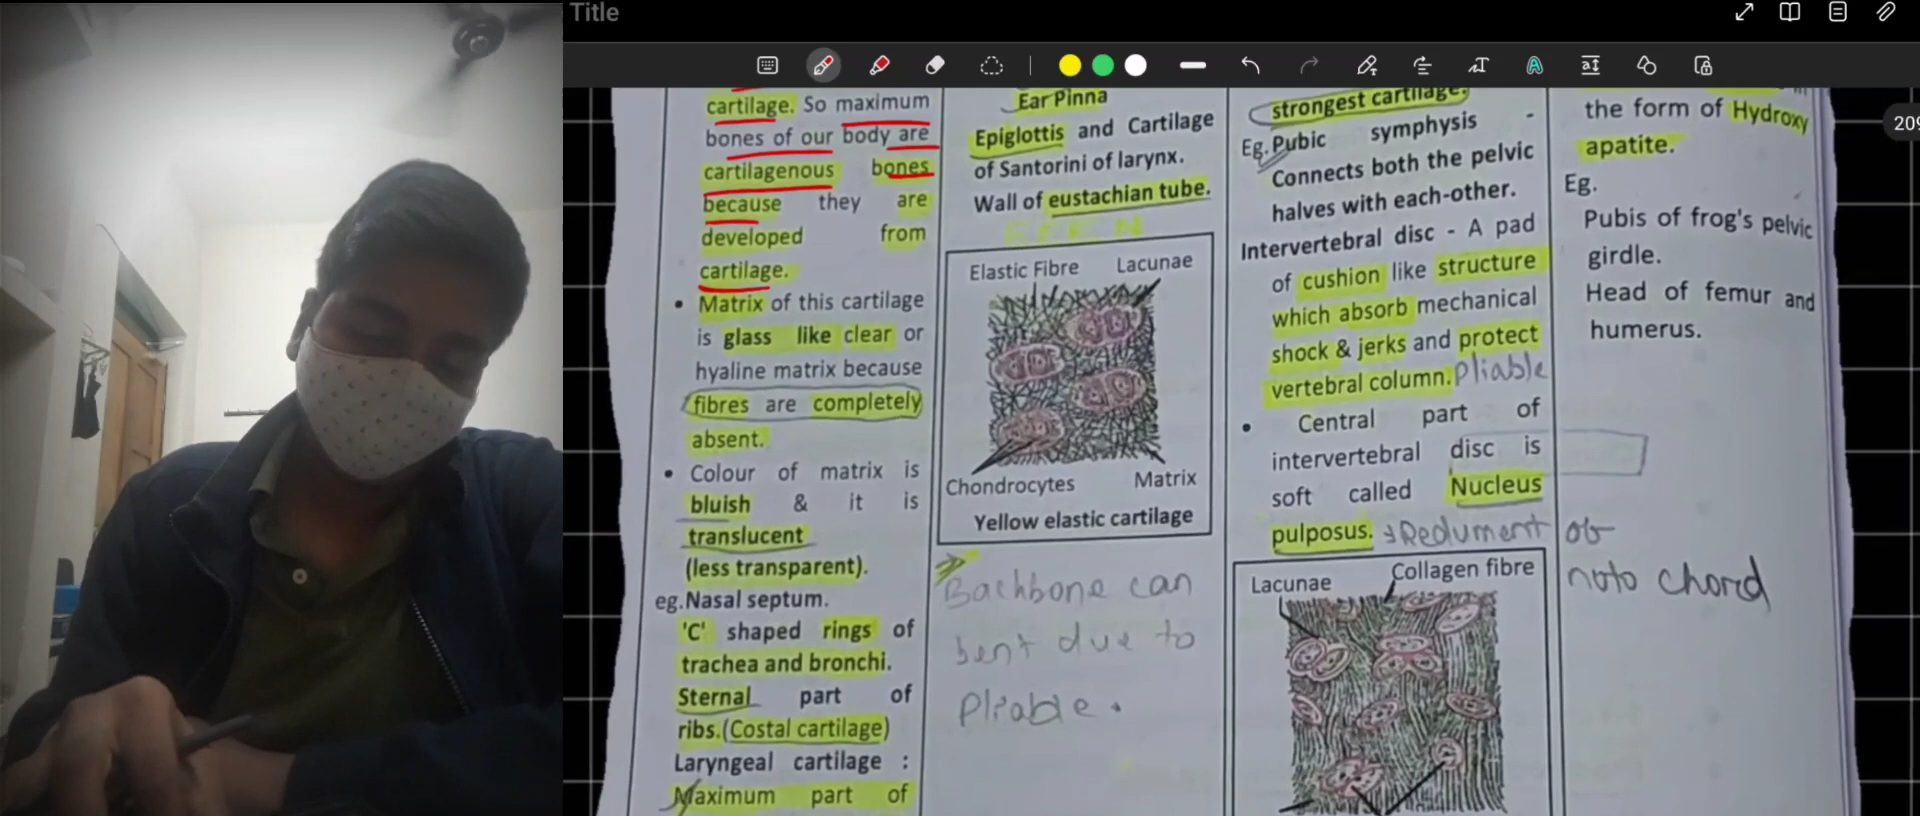 Title
209
cartilage. So maximum
bones of our body are
cartilagenous bones
because they are
developed from
cartilage.
• Matrix of this cartilage
is glass like clear or
hyaline matrix because
fibres are completely
absent.
• Colour of matrix is
bluish & it is
translucent
(less transparent).
eg.Nasal septum.
'C' shaped rings of
trachea and bronchi.
Sternal part of
ribs.(Costal cartilage)
Laryngeal cartilage :
Maximum part of
Ear Pinna
Epiglottis and Cartilage
of Santorini of larynx.
Wall of eustachian tube.
Elastic Fibre Lacunae
Chondrocytes Matrix
Yellow elastic cartilage
Backbone can
bent due to
Pliable.
strongest cartilage.
Eg.Pubic symphysis -
Connects both the pelvic
halves with each-other.
Intervertebral disc - A pad
of cushion like structure
which absorb mechanical
shock & jerks and protect
vertebral column. Pliable
• Central part of
intervertebral disc is
soft called Nucleus
pulposus. Redument of
noto chord
Lacunae Collagen fibre
the form of Hydroxy
apatite.
Eg.
Pubis of frog's pelvic
girdle.
Head of femur and
humerus.